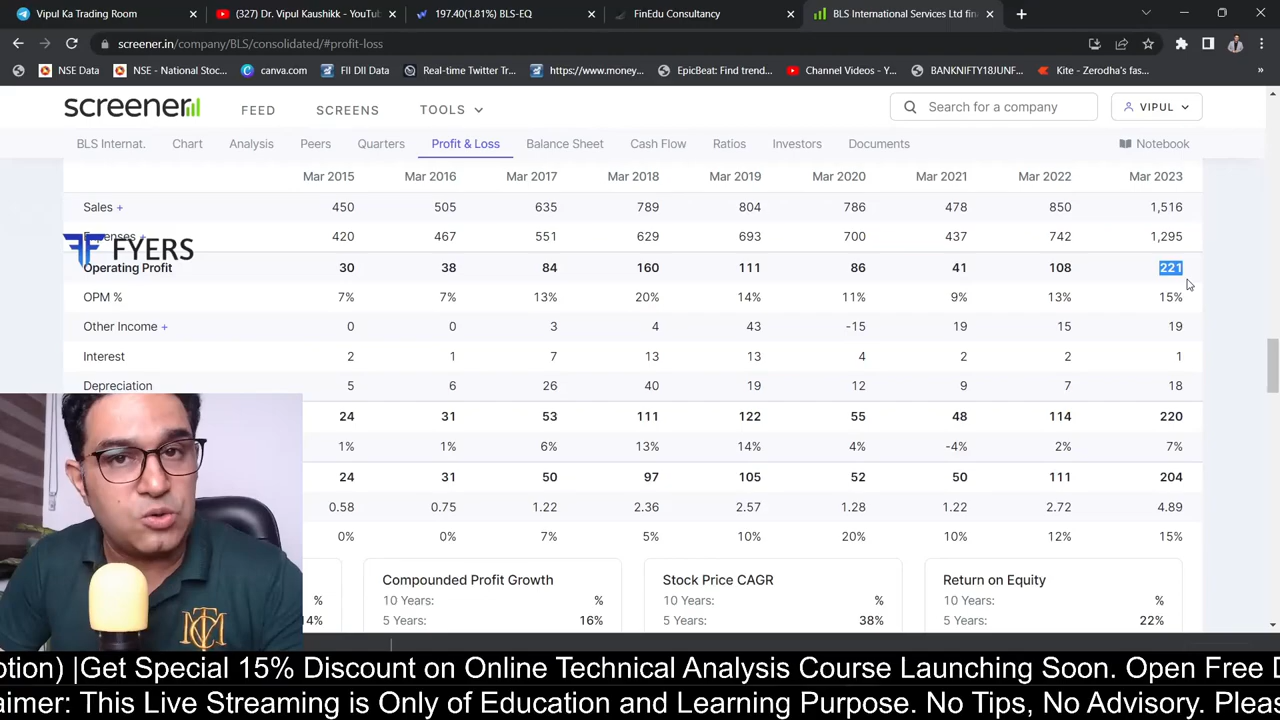 Vipul Ka Trading Room
(327) Dr. Vipul Kaushikk - YouTu
197.40(1.81%) BLS-EQ
FinEdu Consultancy
BLS International Services Ltd fin
screener.in/company/BLS/consolidated/#profit-loss
NSE Data
NSE - National Stoc...
canva.com
FII DII Data
Real-time Twitter Tr...
https://www.money...
EpicBeat: Find trend...
Channel Videos - Y...
BANKNIFTY18JUNF...
Kite - Zerodha's fas...
»
screener
FEED
SCREENS
TOOLS
Search for a company
VIPUL
BLS Internat.
Chart
Analysis
Peers
Quarters
Profit & Loss
Balance Sheet
Cash Flow
Ratios
Investors
Documents
Notebook
Mar 2015 Mar 2016 Mar 2017 Mar 2018 Mar 2019 Mar 2020 Mar 2021 Mar 2022 Mar 2023
Sales + 450 505 635 789 804 786 478 850 1,516
Expenses + 420 467 551 629 693 700 437 742 1,295
FYERS
Operating Profit 30 38 84 160 111 86 41 108 221
OPM % 7% 7% 13% 20% 14% 11% 9% 13% 15%
Other Income + 0 0 3 4 43 -15 19 15 19
Interest 2 1 7 13 13 4 2 2 1
Depreciation 5 6 26 40 19 12 9 7 18
24 31 53 111 122 55 48 114 220
1% 1% 6% 13% 14% 4% -4% 2% 7%
24 31 50 97 105 52 50 111 204
0.58 0.75 1.22 2.36 2.57 1.28 1.22 2.72 4.89
0% 0% 7% 5% 10% 20% 10% 12% 15%
% Compounded Profit Growth Stock Price CAGR Return on Equity
10 Years: % 10 Years: % 10 Years: %
14% 5 Years: 16% 5 Years: 38% 5 Years: 22%
otion) |Get Special 15% Discount on Online Technical Analysis Course Launching Soon. Open Free D
aimer: This Live Streaming is Only of Education and Learning Purpose. No Tips, No Advisory. Pleas